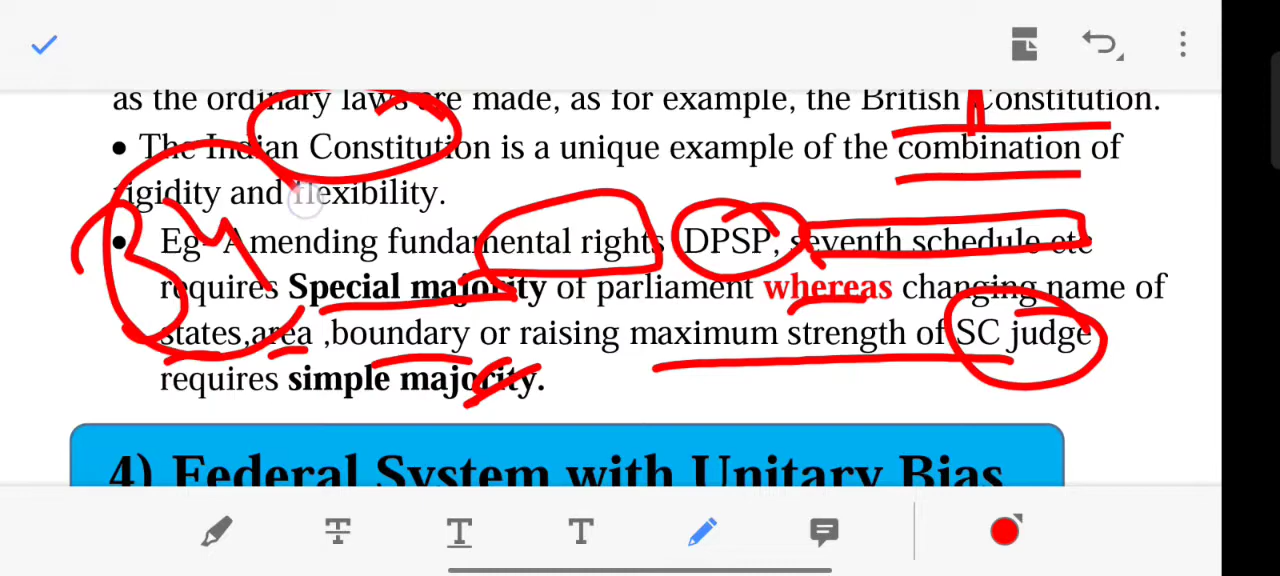 as the ordinary laws are made, as for example, the British Constitution.
• The Indian Constitution is a unique example of the combination of
rigidity and flexibility.
• Eg- Amending fundamental rights DPSP, seventh schedule etc
requires Special majority of parliament whereas changing name of
states,area ,boundary or raising maximum strength of SC judge
requires simple majority.
4) Federal System with Unitary Bias